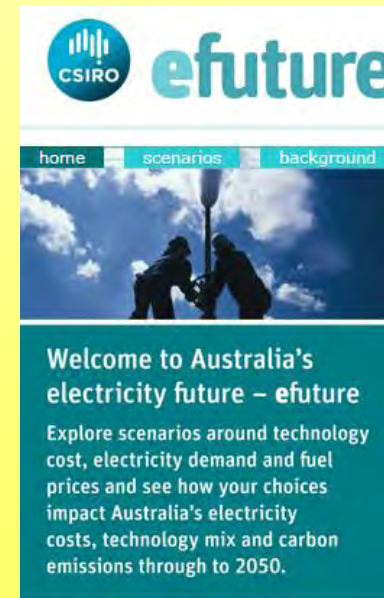 CSIRO
efuture
home scenarios background
Welcome to Australia's
electricity future – efuture
Explore scenarios around technology
cost, electricity demand and fuel
prices and see how your choices
impact Australia's electricity
costs, technology mix and carbon
emissions through to 2050.